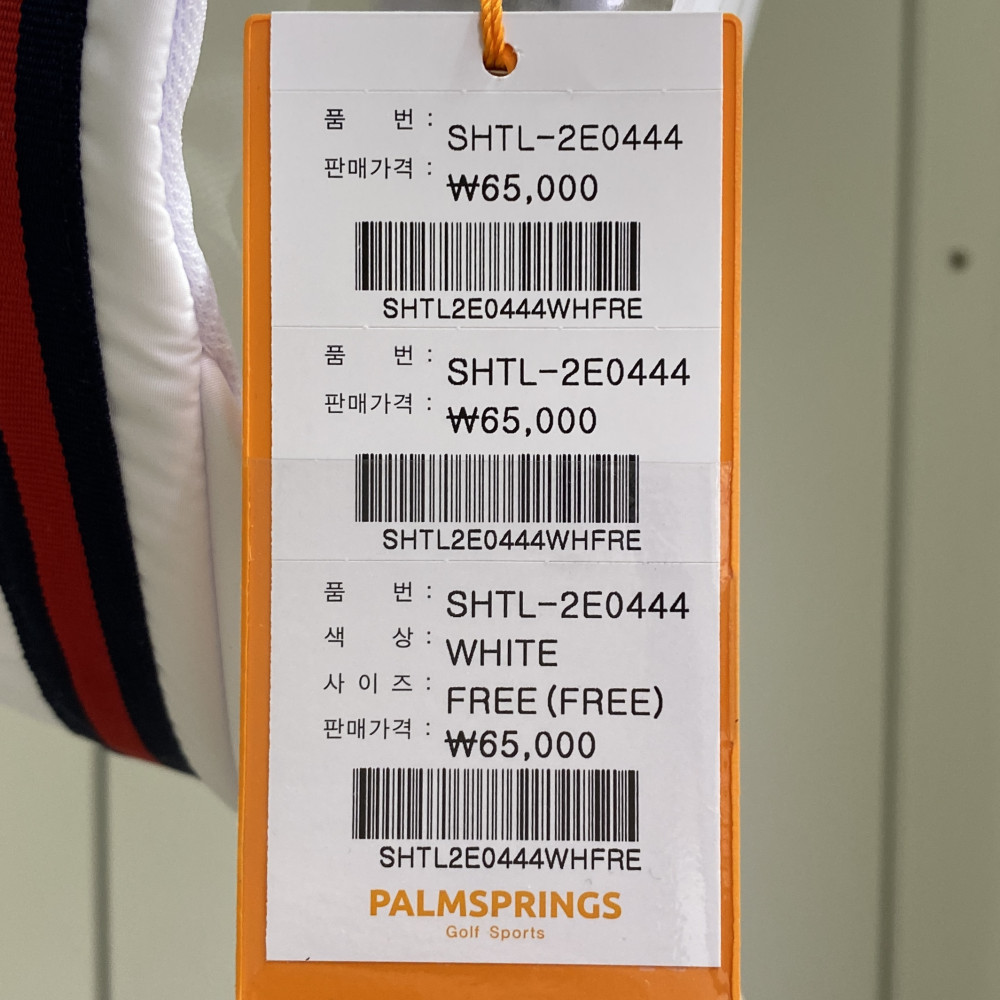 품 번 : SHTL-2E0444
판매가격 : ₩65,000
SHTL2E0444WHFRE
품 번 : SHTL-2E0444
판매가격 : ₩65,000
SHTL2E0444WHFRE
품 번 : SHTL-2E0444
색 상 : WHITE
사 이 즈 : FREE(FREE)
판매가격 : ₩65,000
SHTL2E0444WHFRE
PALMSPRINGS
Golf Sports